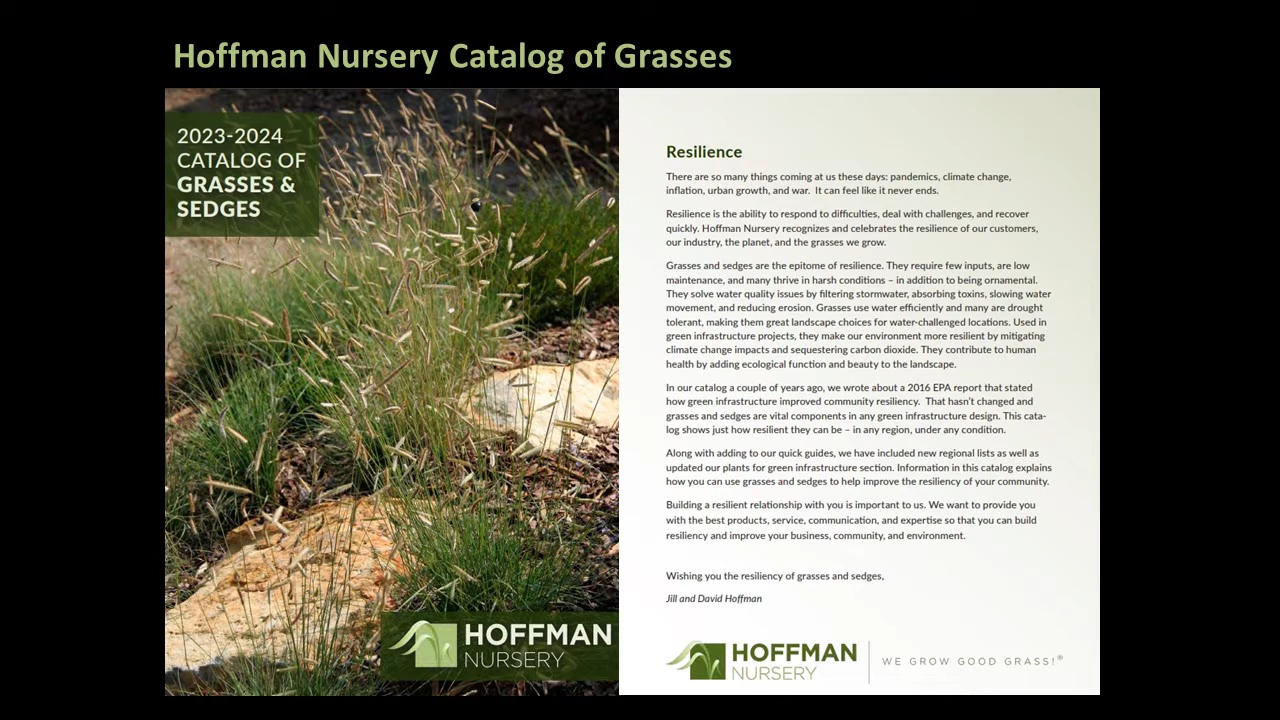 Hoffman Nursery Catalog of Grasses
2023-2024
CATALOG OF
GRASSES &
SEDGES
HOFFMAN
NURSERY
Resilience
There are so many things coming at us these days: pandemics, climate change,
inflation, urban growth, and war. It can feel like it never ends.
Resilience is the ability to respond to difficulties, deal with challenges, and recover
quickly. Hoffman Nursery recognizes and celebrates the resilience of our customers,
our industry, the planet, and the grasses we grow.
Grasses and sedges are the epitome of resilience. They require few inputs, are low
maintenance, and many thrive in harsh conditions – in addition to being ornamental.
They solve water quality issues by filtering stormwater, absorbing toxins, slowing water
movement, and reducing erosion. Grasses use water efficiently and many are drought
tolerant, making them great landscape choices for water-challenged locations. Used in
green infrastructure projects, they make our environment more resilient by mitigating
climate change impacts and sequestering carbon dioxide. They contribute to human
health by adding ecological function and beauty to the landscape.
In our catalog a couple of years ago, we wrote about a 2016 EPA report that stated
how green infrastructure improved community resiliency. That hasn't changed and
grasses and sedges are vital components in any green infrastructure design. This cata-
log shows just how resilient they can be – in any region, under any condition.
Along with adding to our quick guides, we have included new regional lists as well as
updated our plants for green infrastructure section. Information in this catalog explains
how you can use grasses and sedges to help improve the resiliency of your community.
Building a resilient relationship with you is important to us. We want to provide you
with the best products, service, communication, and expertise so that you can build
resiliency and improve your business, community, and environment.
Wishing you the resiliency of grasses and sedges,
Jill and David Hoffman
HOFFMAN
NURSERY
WE GROW GOOD GRASS!®